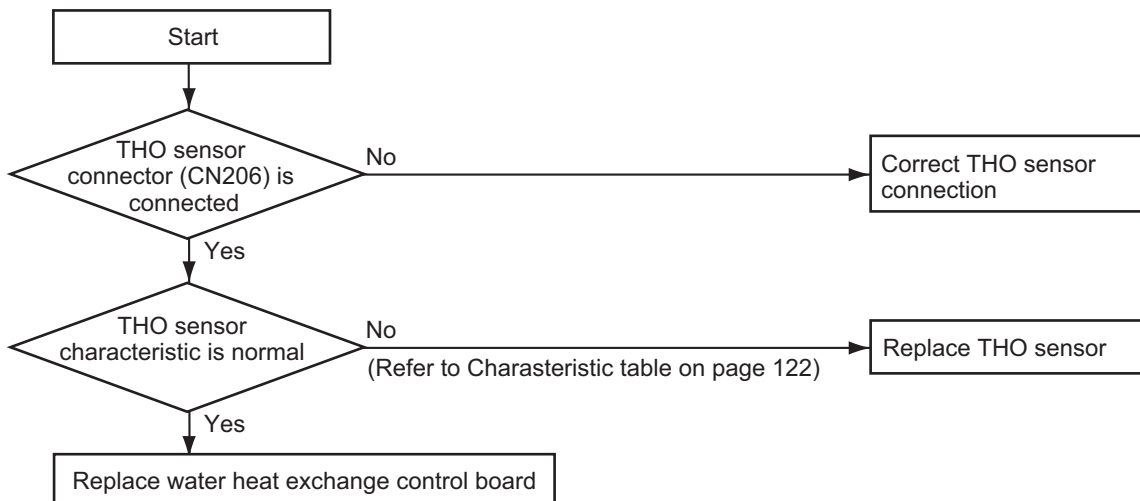 Start
THO sensor
connector (CN206) is
connected
No
Correct THO sensor
connection
Yes
THO sensor
characteristic is normal
No
(Refer to Charasteristic table on page 122)
Replace THO sensor
Yes
Replace water heat exchange control board